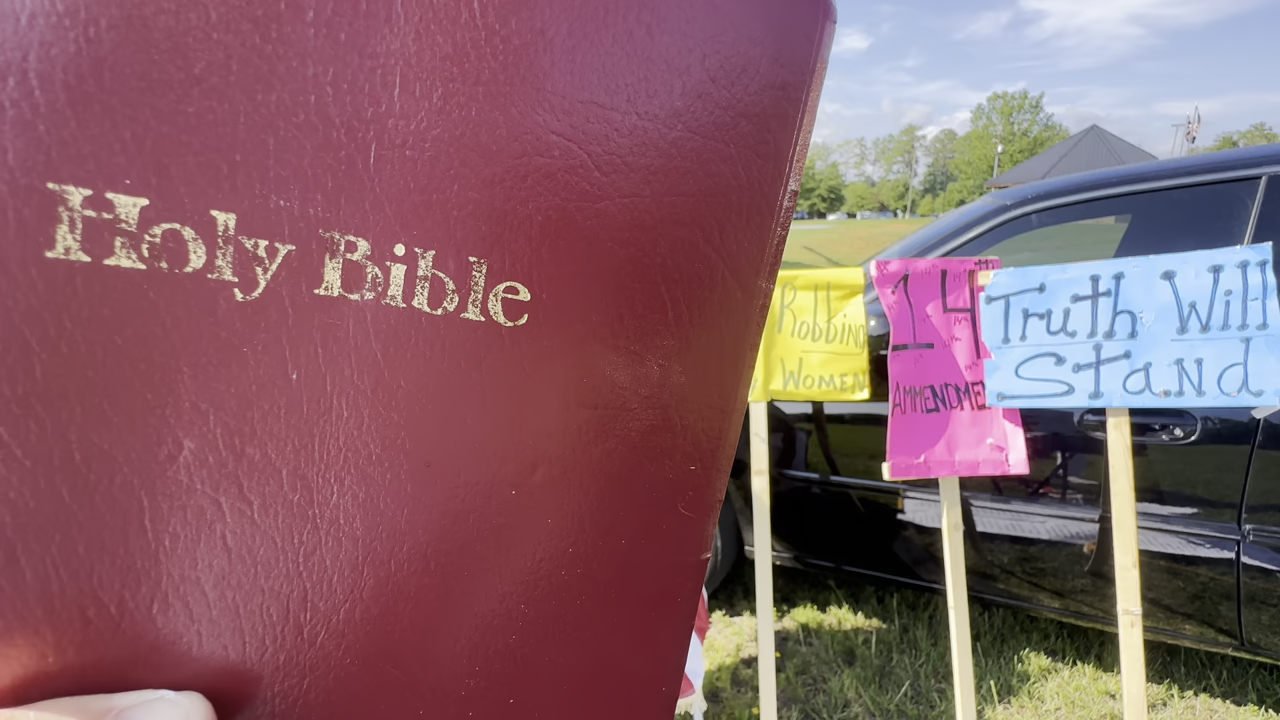 Holy Bible
Robbing
Women
14
AMMENDME
Truth Will
Stand